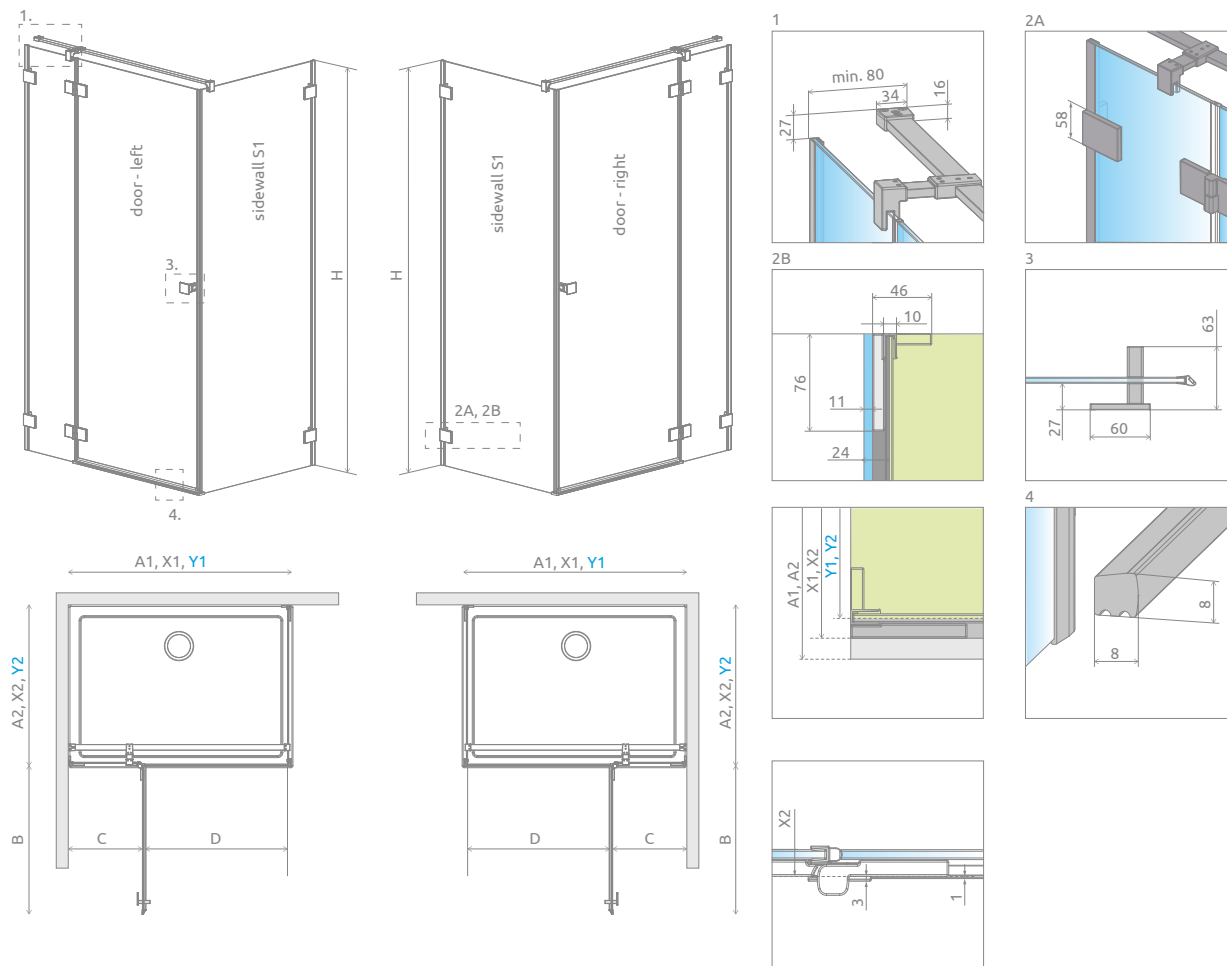 1.
door - left
sidewall S1
3.
H
4.
H
sidewall S1
door - right
2A, 2B
1
min. 80
34
16
27
2A
58
2B
46
10
76
11
24
3
63
27
60
A1, A2
X1, X2
Y1, Y2
4
8
8
A1, X1, Y1
A2, X2, Y2
B
C
D
A1, X1, Y1
A2, X2, Y2
B
D
C
X2
3
1